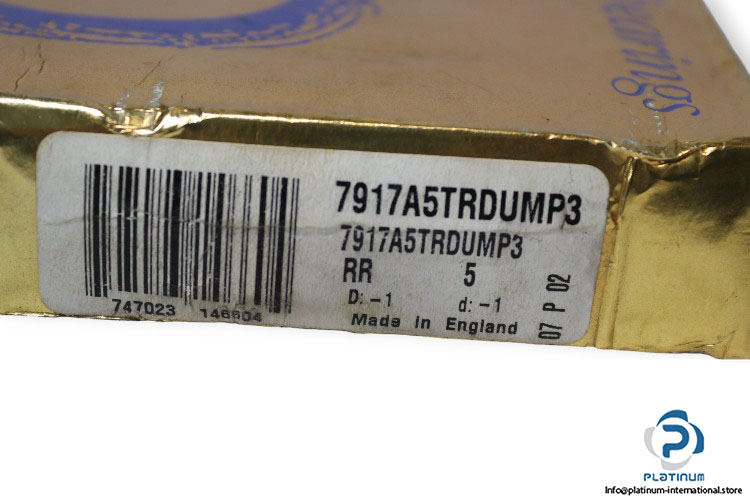 7917A5TRDUMP3
7917A5TRDUMP3
RR 5
D: -1 d: -1
Made in England
07 P 02
747023 146604
PLATINUM
Info@platinum-international.store